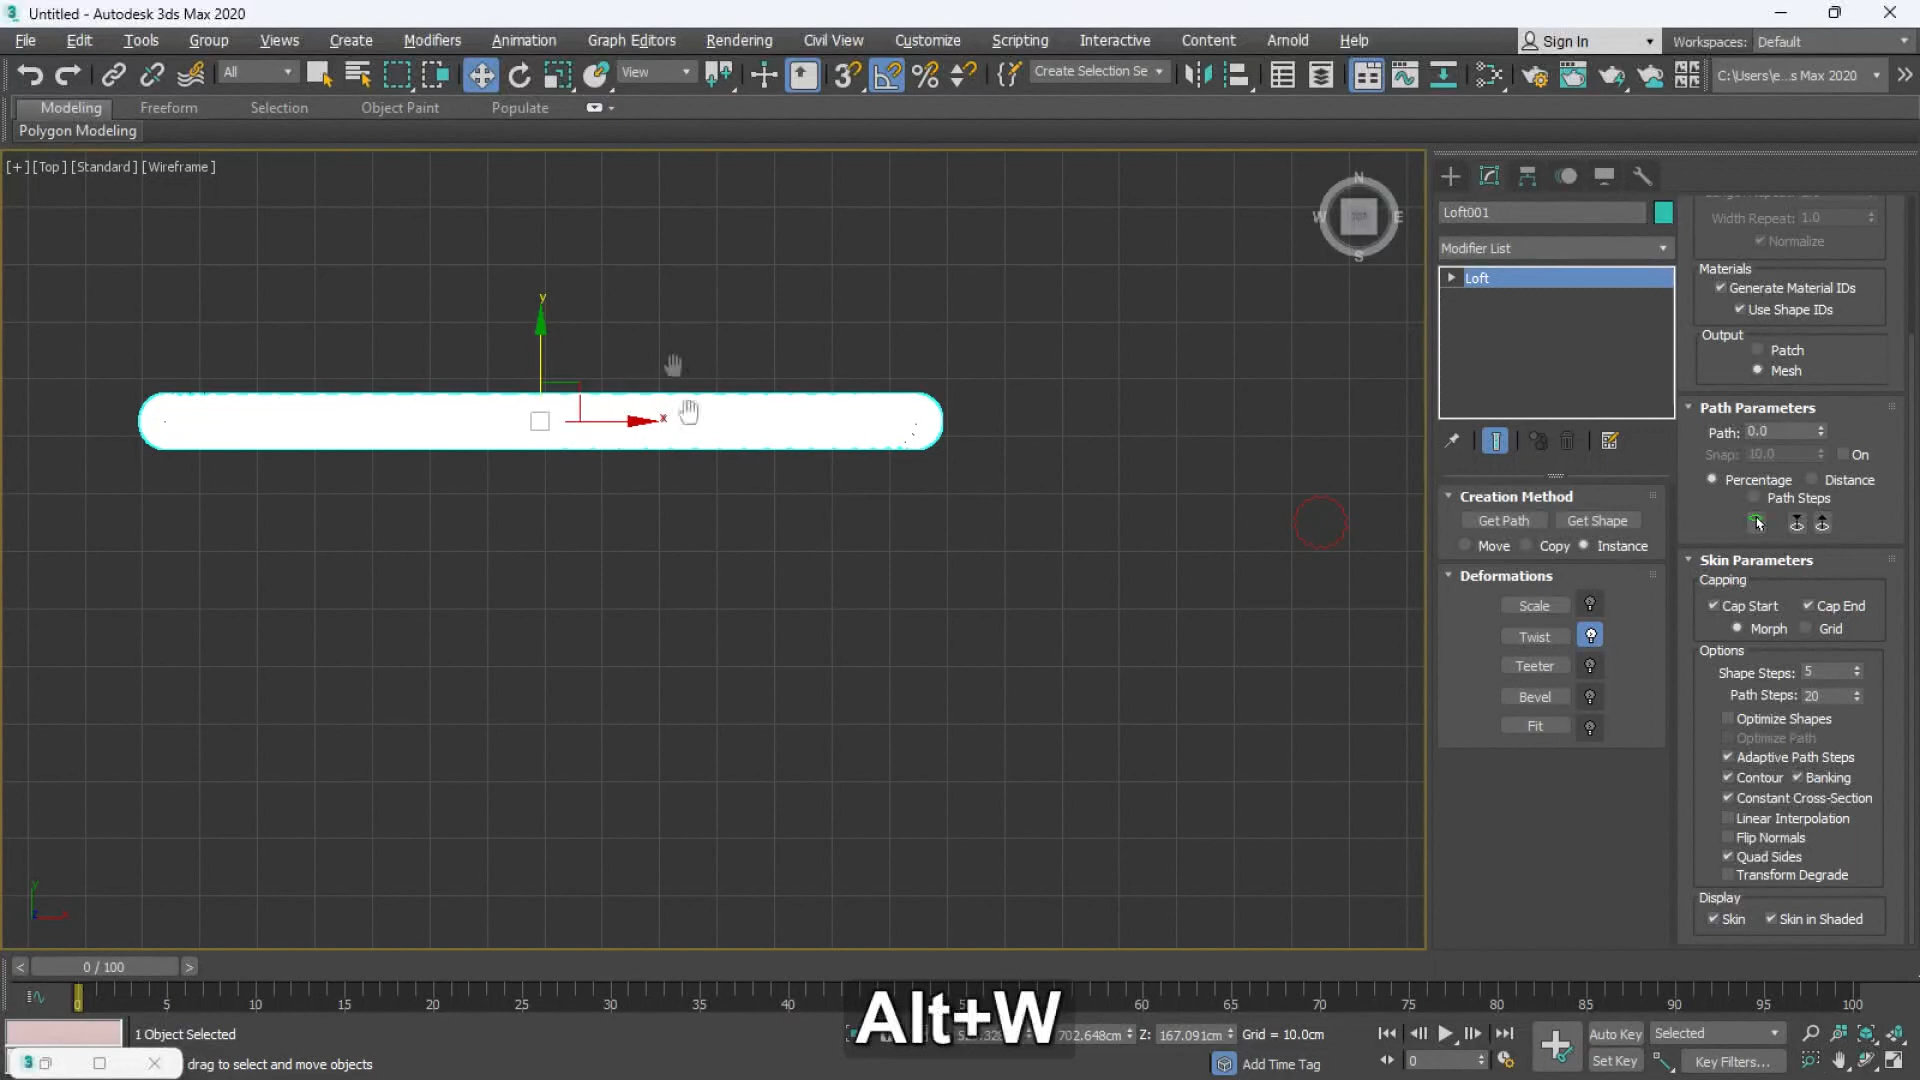 Untitled - Autodesk 3ds Max 2020
File Edit Tools Group Views Create Modifiers Animation Graph Editors Rendering Civil View Customize Scripting Interactive Content Arnold Help
Sign In
Workspaces: Default
All
View
Create Selection Se
C:\Users\e...s Max 2020
Modeling Freeform Selection Object Paint Populate
Polygon Modeling
[+] [Top] [Standard] [Wireframe]
N
W E
S
y
x
Loft001
Modifier List
Loft
Creation Method
Get Path Get Shape
Move Copy Instance
Deformations
Scale
Twist
Teeter
Bevel
Fit
Width Repeat: 1.0
Normalize
Materials
Generate Material IDs
Use Shape IDs
Output
Patch
Mesh
Path Parameters
Path: 0.0
Snap: 10.0 On
Percentage Distance
Path Steps
Skin Parameters
Capping
Cap Start Cap End
Morph Grid
Options
Shape Steps: 5
Path Steps: 20
Optimize Shapes
Optimize Path
Adaptive Path Steps
Contour Banking
Constant Cross-Section
Linear Interpolation
Flip Normals
Quad Sides
Transform Degrade
Display
Skin Skin in Shaded
< 0 / 100 >
0 5 10 15 20 25 30 35 40 60 65 70 75 80 85 90 95 100
Alt+W
1 Object Selected
702.648cm Z: 167.091cm Grid = 10.0cm
drag to select and move objects
Add Time Tag
0
Auto Key Selected
Set Key Key Filters...